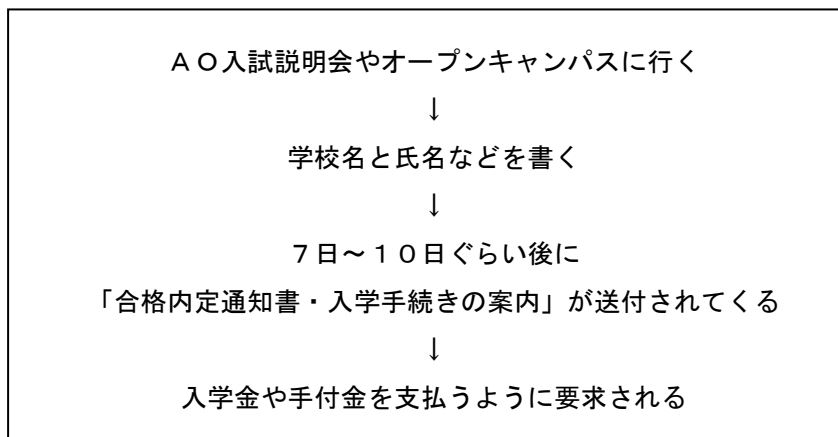 ＡＯ入試説明会やオープンキャンパスに行く
↓
学校名と氏名などを書く
↓
７日～１０日ぐらい後に
「合格内定通知書・入学手続きの案内」が送付されてくる
↓
入学金や手付金を支払うように要求される